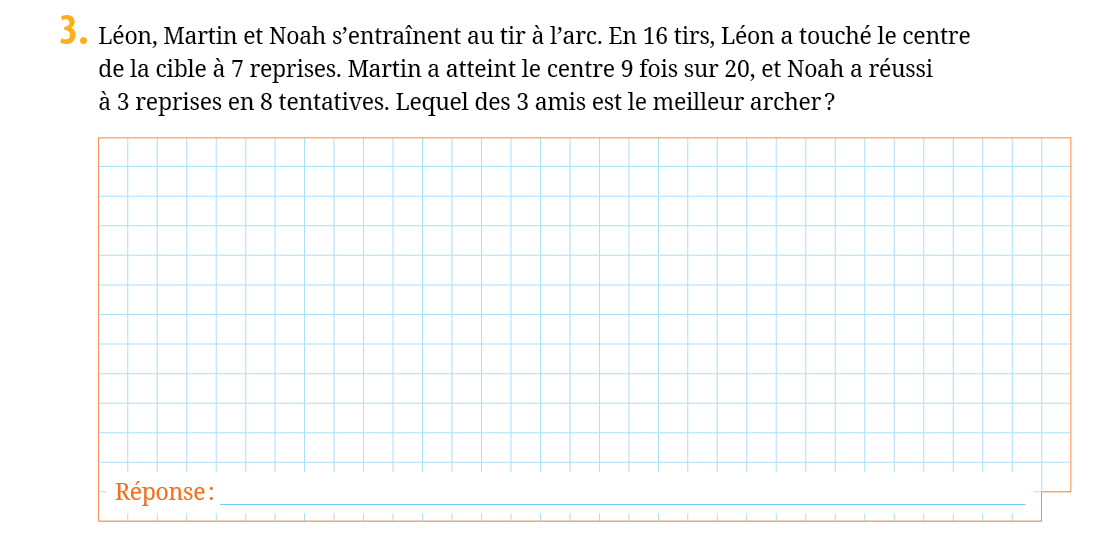 3. Léon, Martin et Noah s’entraînent au tir à l’arc. En 16 tirs, Léon a touché le centre
de la cible à 7 reprises. Martin a atteint le centre 9 fois sur 20, et Noah a réussi
à 3 reprises en 8 tentatives. Lequel des 3 amis est le meilleur archer ?
Réponse :